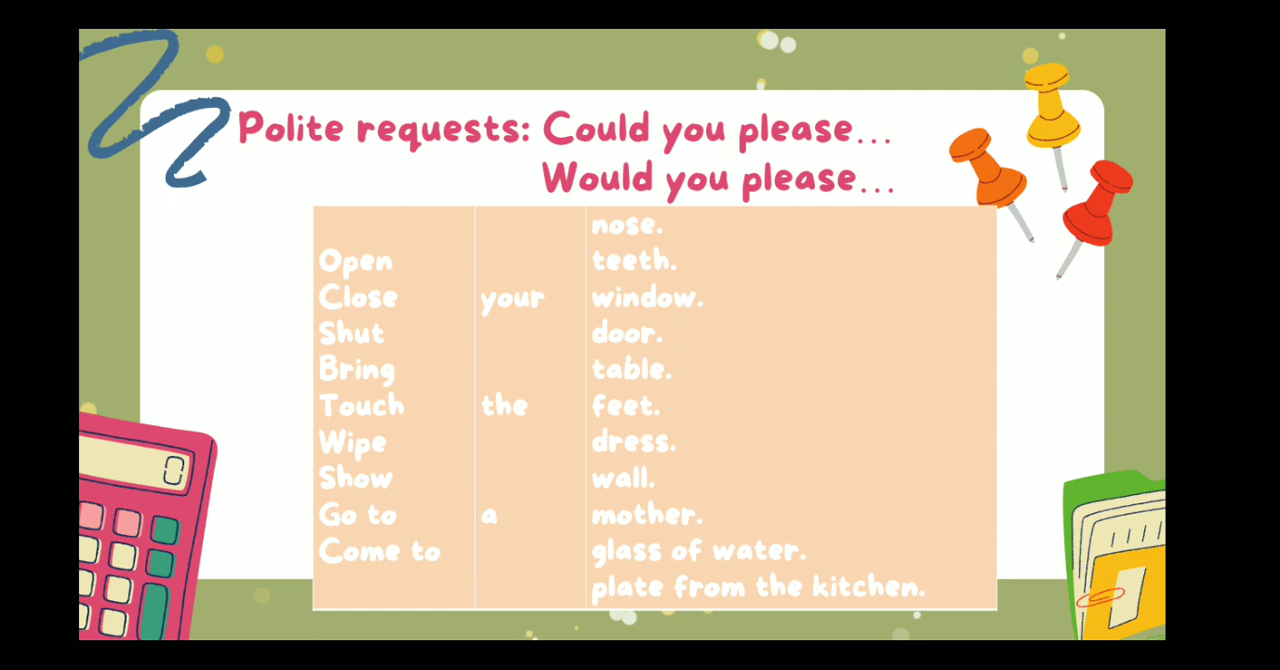 Polite requests: Could you please...
Would you please...
nose.
Open teeth.
Close your window.
Shut door.
Bring table.
Touch the feet.
Wipe dress.
Show wall.
Go to a mother.
Come to glass of water.
plate from the kitchen.
0